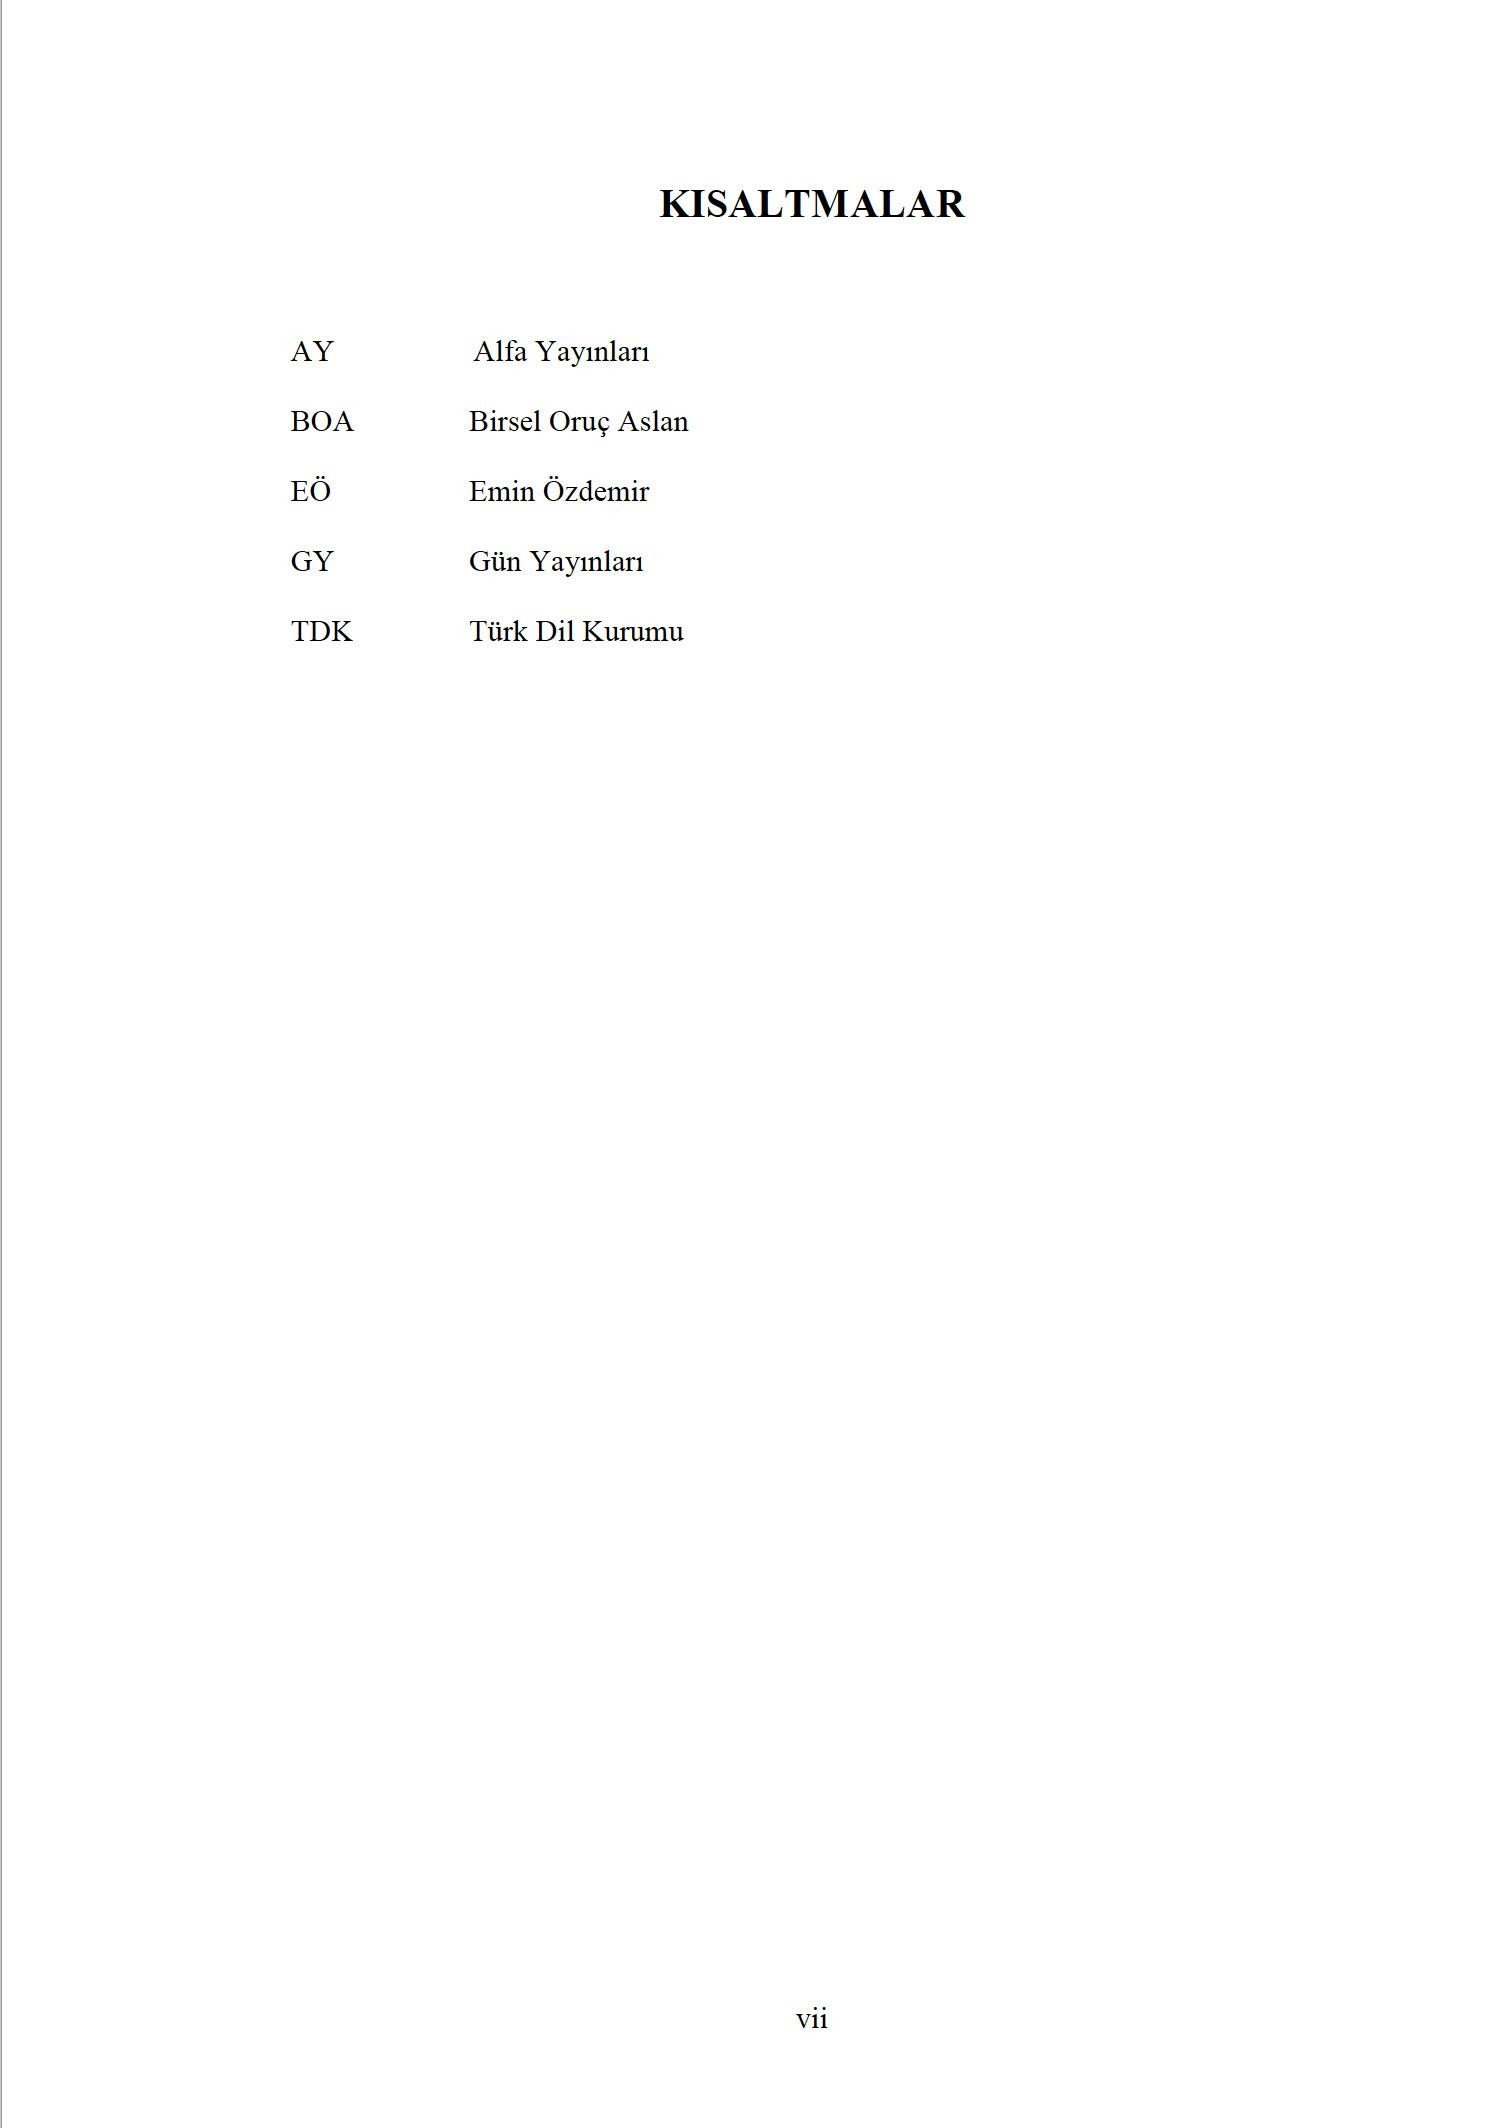 KISALTMALAR
AY Alfa Yayınları
BOA Birsel Oruç Aslan
EÖ Emin Özdemir
GY Gün Yayınları
TDK Türk Dil Kurumu
vii